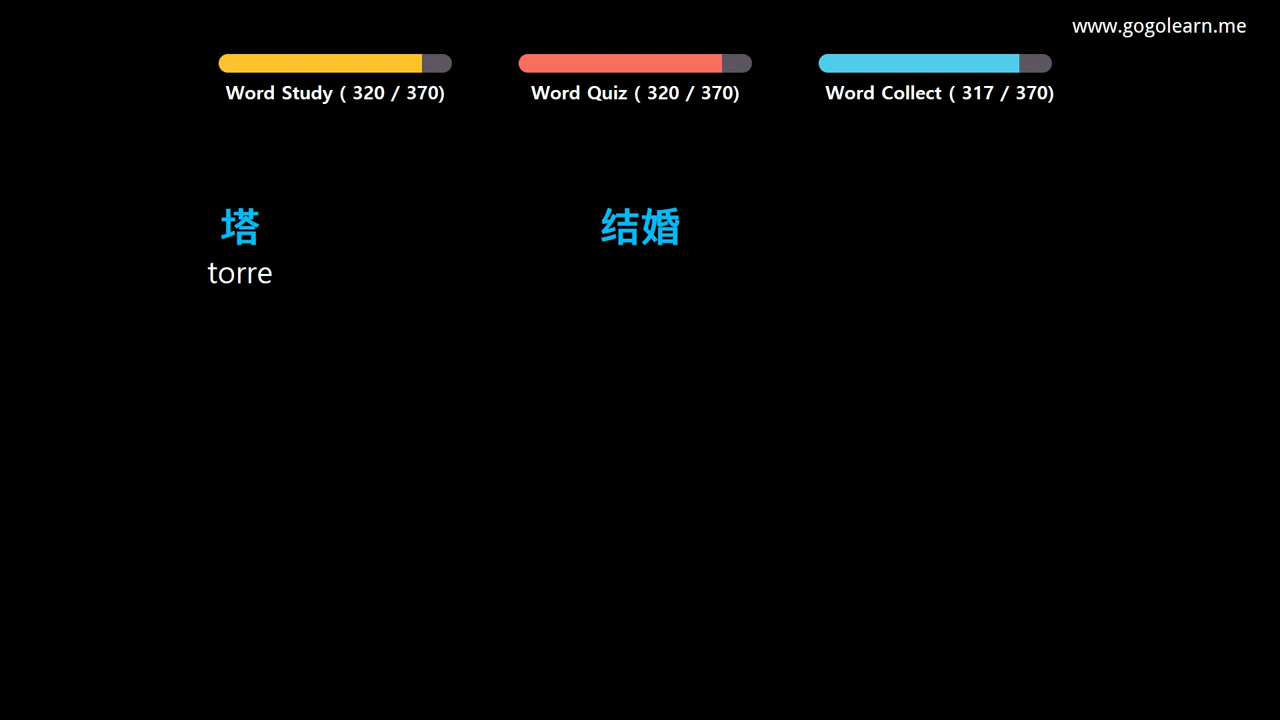 www.gogolearn.me
Word Study ( 320 / 370)
Word Quiz ( 320 / 370)
Word Collect ( 317 / 370)
塔
torre
结婚